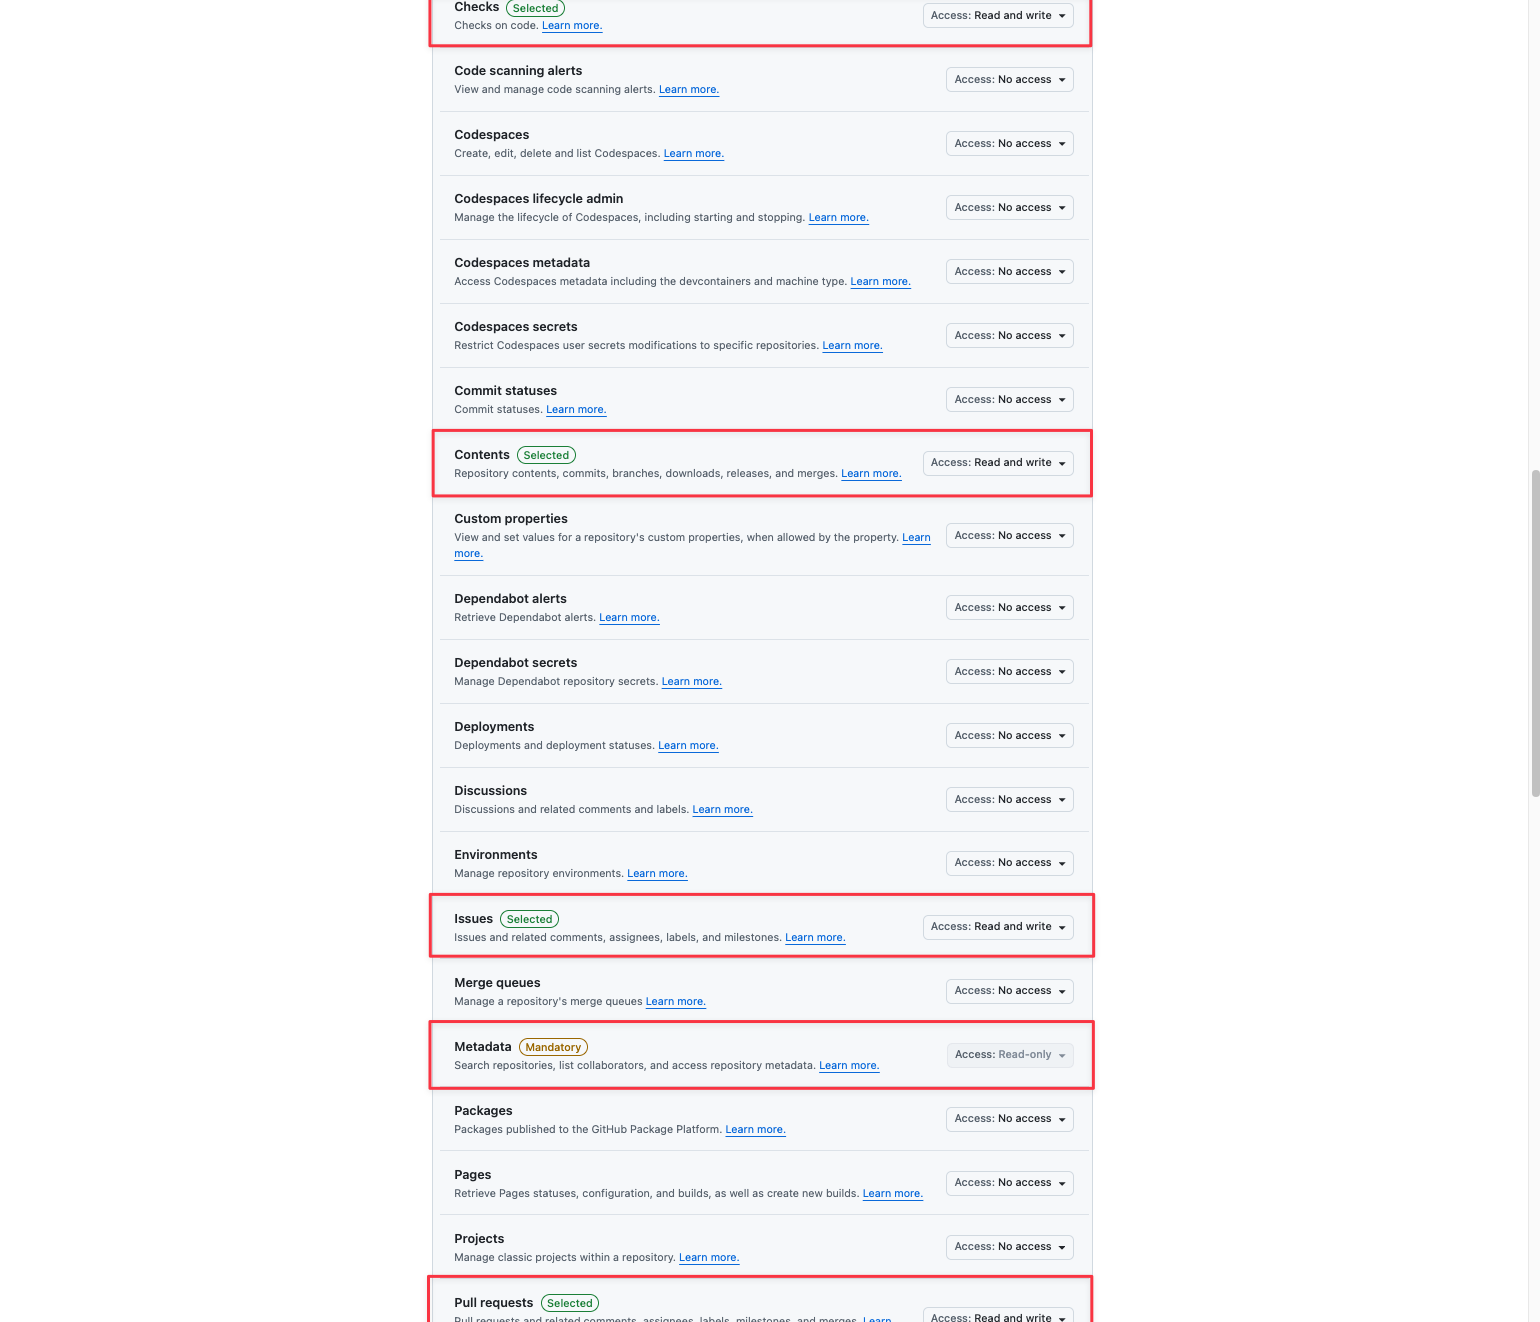 Checks Selected
Access: Read and write
Checks on code. Learn more.
Code scanning alerts
Access: No access
View and manage code scanning alerts. Learn more.
Codespaces
Access: No access
Create, edit, delete and list Codespaces. Learn more.
Codespaces lifecycle admin
Access: No access
Manage the lifecycle of Codespaces, including starting and stopping. Learn more.
Codespaces metadata
Access: No access
Access Codespaces metadata including the devcontainers and machine type. Learn more.
Codespaces secrets
Access: No access
Restrict Codespaces user secrets modifications to specific repositories. Learn more.
Commit statuses
Access: No access
Commit statuses. Learn more.
Contents Selected
Access: Read and write
Repository contents, commits, branches, downloads, releases, and merges. Learn more.
Custom properties
Access: No access
View and set values for a repository's custom properties, when allowed by the property. Learn
more.
Dependabot alerts
Access: No access
Retrieve Dependabot alerts. Learn more.
Dependabot secrets
Access: No access
Manage Dependabot repository secrets. Learn more.
Deployments
Access: No access
Deployments and deployment statuses. Learn more.
Discussions
Access: No access
Discussions and related comments and labels. Learn more.
Environments
Access: No access
Manage repository environments. Learn more.
Issues Selected
Access: Read and write
Issues and related comments, assignees, labels, and milestones. Learn more.
Merge queues
Access: No access
Manage a repository's merge queues Learn more.
Metadata Mandatory
Access: Read-only
Search repositories, list collaborators, and access repository metadata. Learn more.
Packages
Access: No access
Packages published to the GitHub Package Platform. Learn more.
Pages
Access: No access
Retrieve Pages statuses, configuration, and builds, as well as create new builds. Learn more.
Projects
Access: No access
Manage classic projects within a repository. Learn more.
Pull requests Selected
Access: Read and write
Pull requests and related comments, assignees, labels, milestones, and merges. Learn